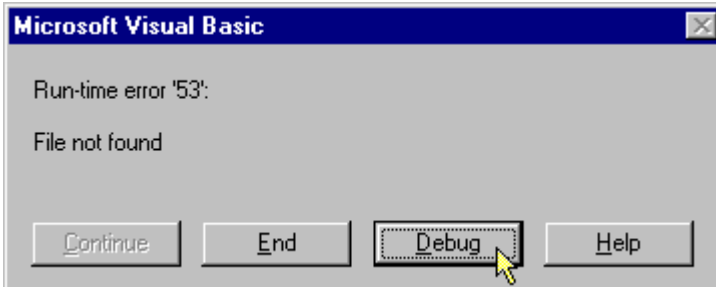 Microsoft Visual Basic
Run-time error '53':
File not found
Continue End Debug Help